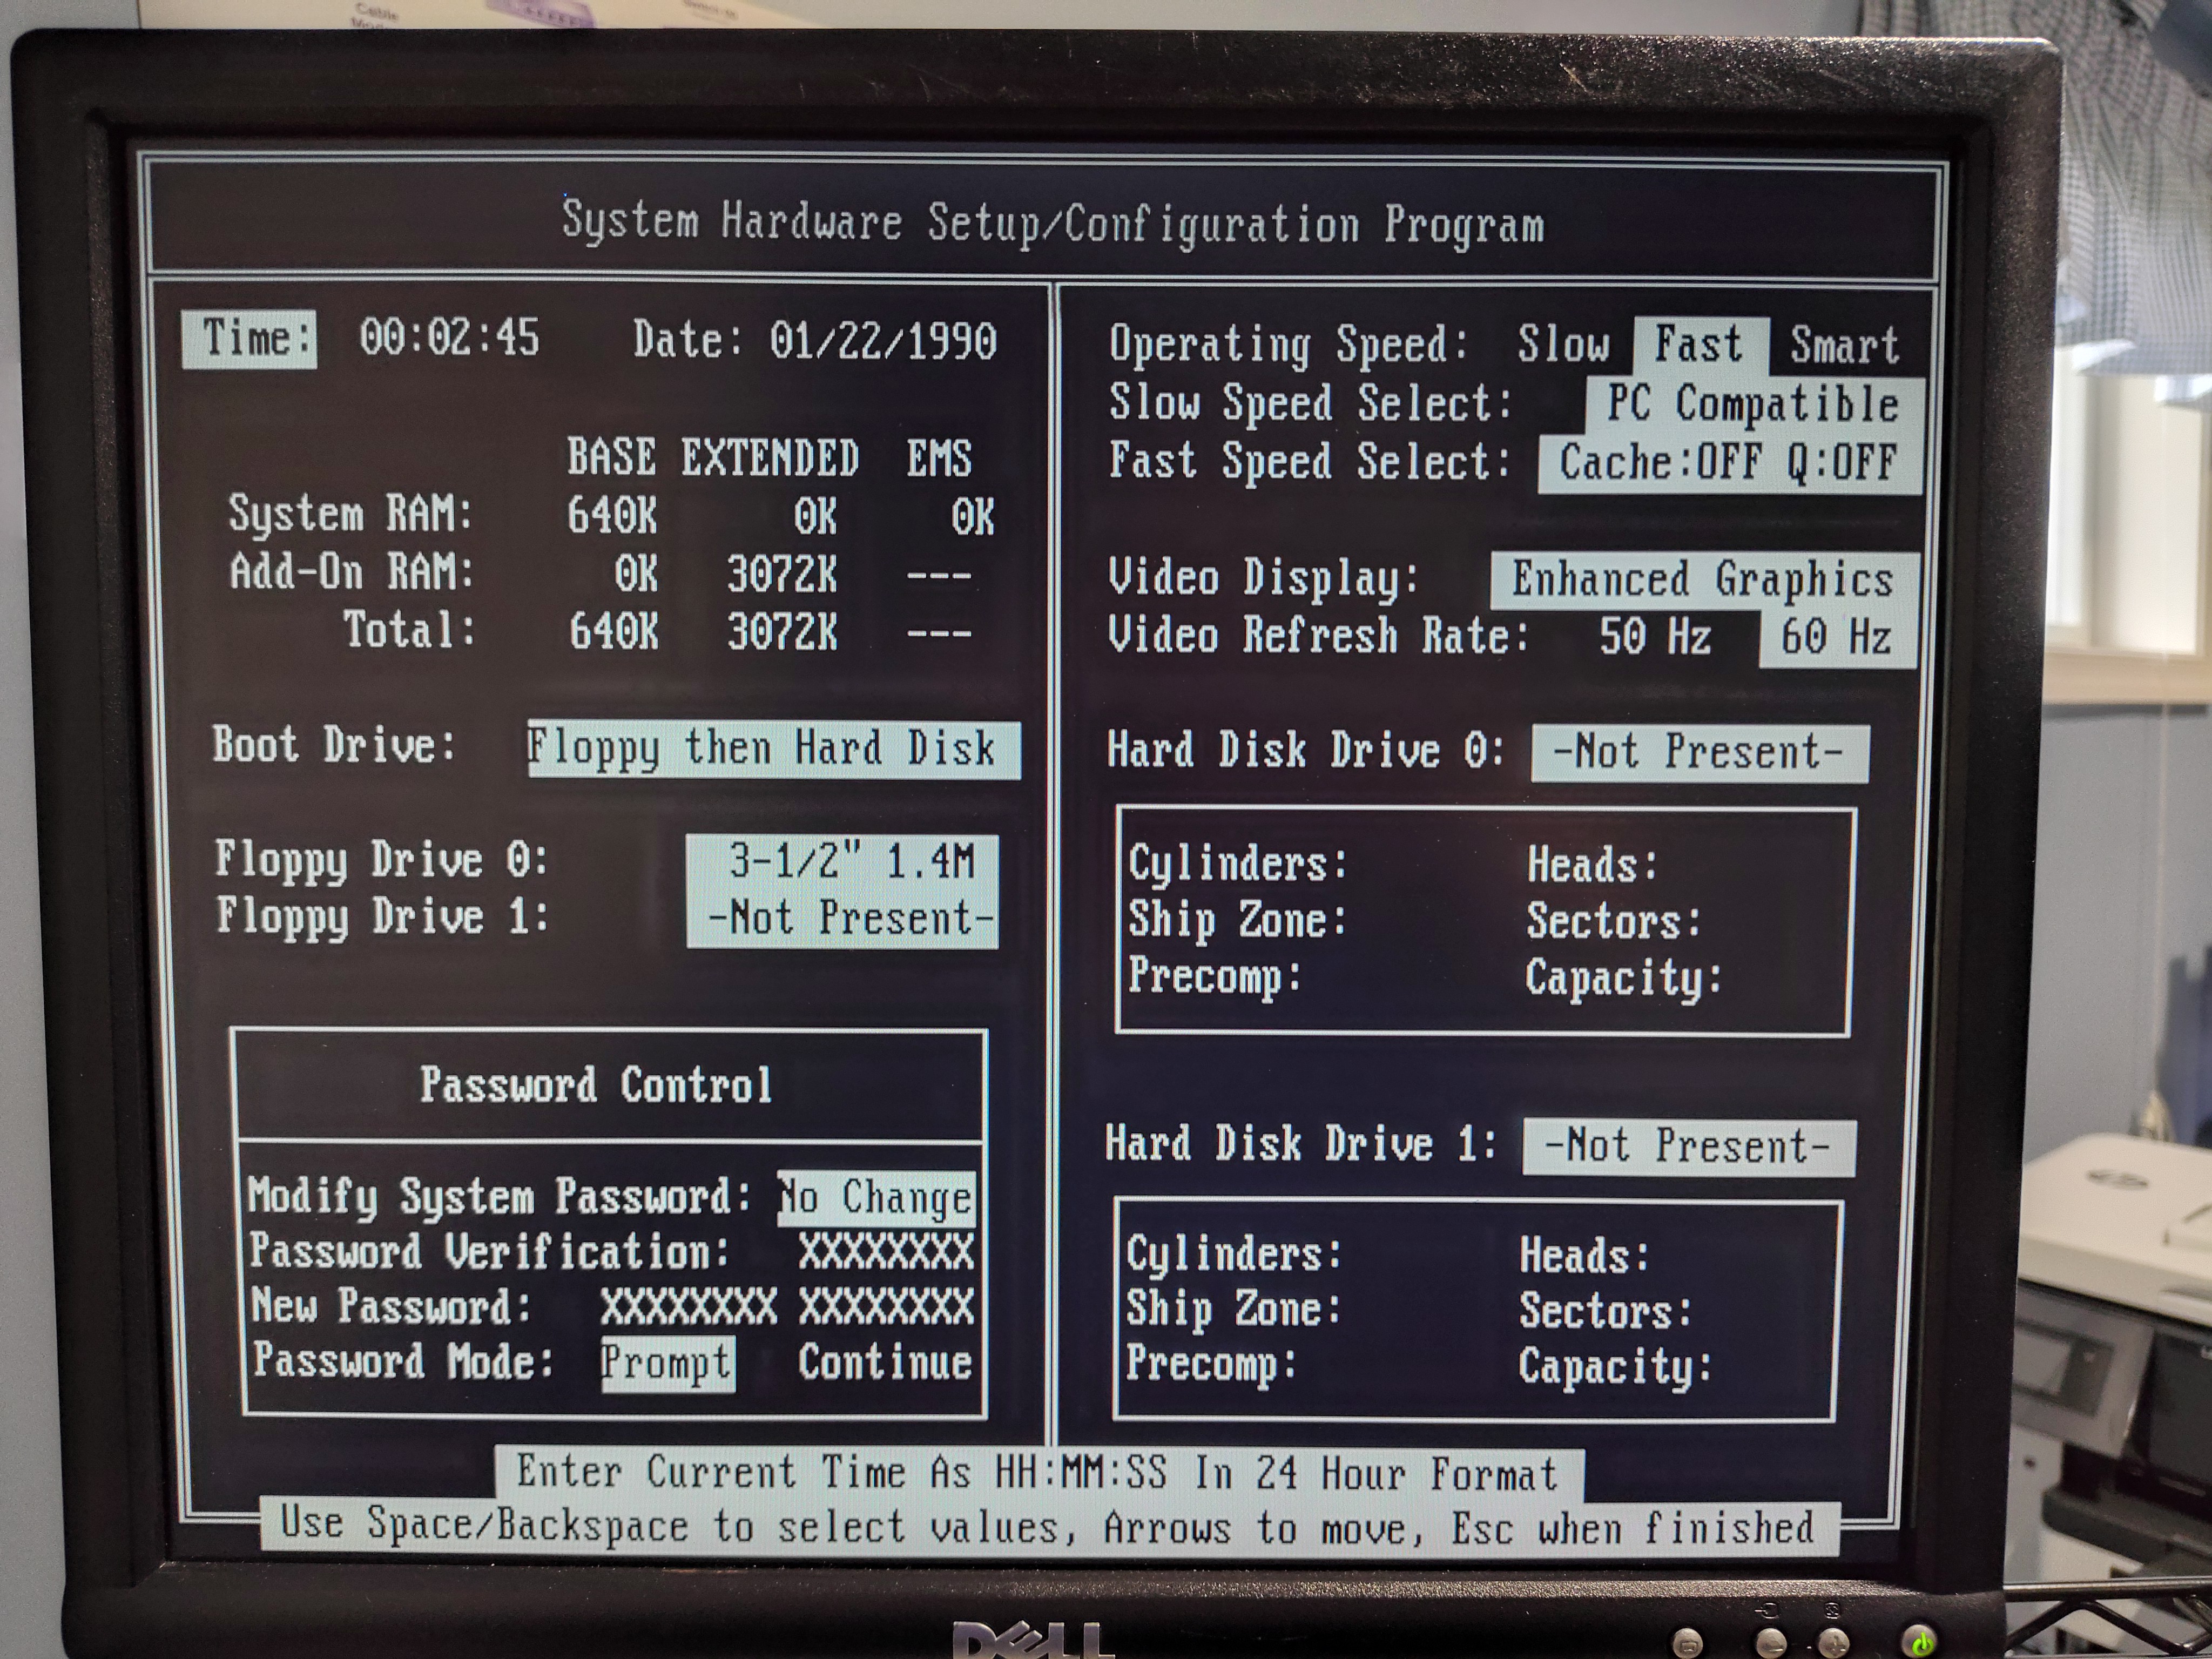 Cable
System Hardware Setup/Configuration Program
Time: 00:02:45 Date: 01/22/1990
BASE EXTENDED EMS
System RAM: 640K 0K 0K
Add-On RAM: 0K 3072K ---
Total: 640K 3072K ---
Boot Drive: Floppy then Hard Disk
Floppy Drive 0: 3-1/2" 1.4M
Floppy Drive 1: -Not Present-
Password Control
Modify System Password: No Change
Password Verification: XXXXXXXX
New Password: XXXXXXXX XXXXXXXX
Password Mode: Prompt Continue
Operating Speed: Slow Fast Smart
Slow Speed Select: PC Compatible
Fast Speed Select: Cache:OFF Q:OFF
Video Display: Enhanced Graphics
Video Refresh Rate: 50 Hz 60 Hz
Hard Disk Drive 0: -Not Present-
Cylinders: Heads:
Ship Zone: Sectors:
Precomp: Capacity:
Hard Disk Drive 1: -Not Present-
Cylinders: Heads:
Ship Zone: Sectors:
Precomp: Capacity:
Enter Current Time As HH:MM:SS In 24 Hour Format
Use Space/Backspace to select values, Arrows to move, Esc when finished
DELL